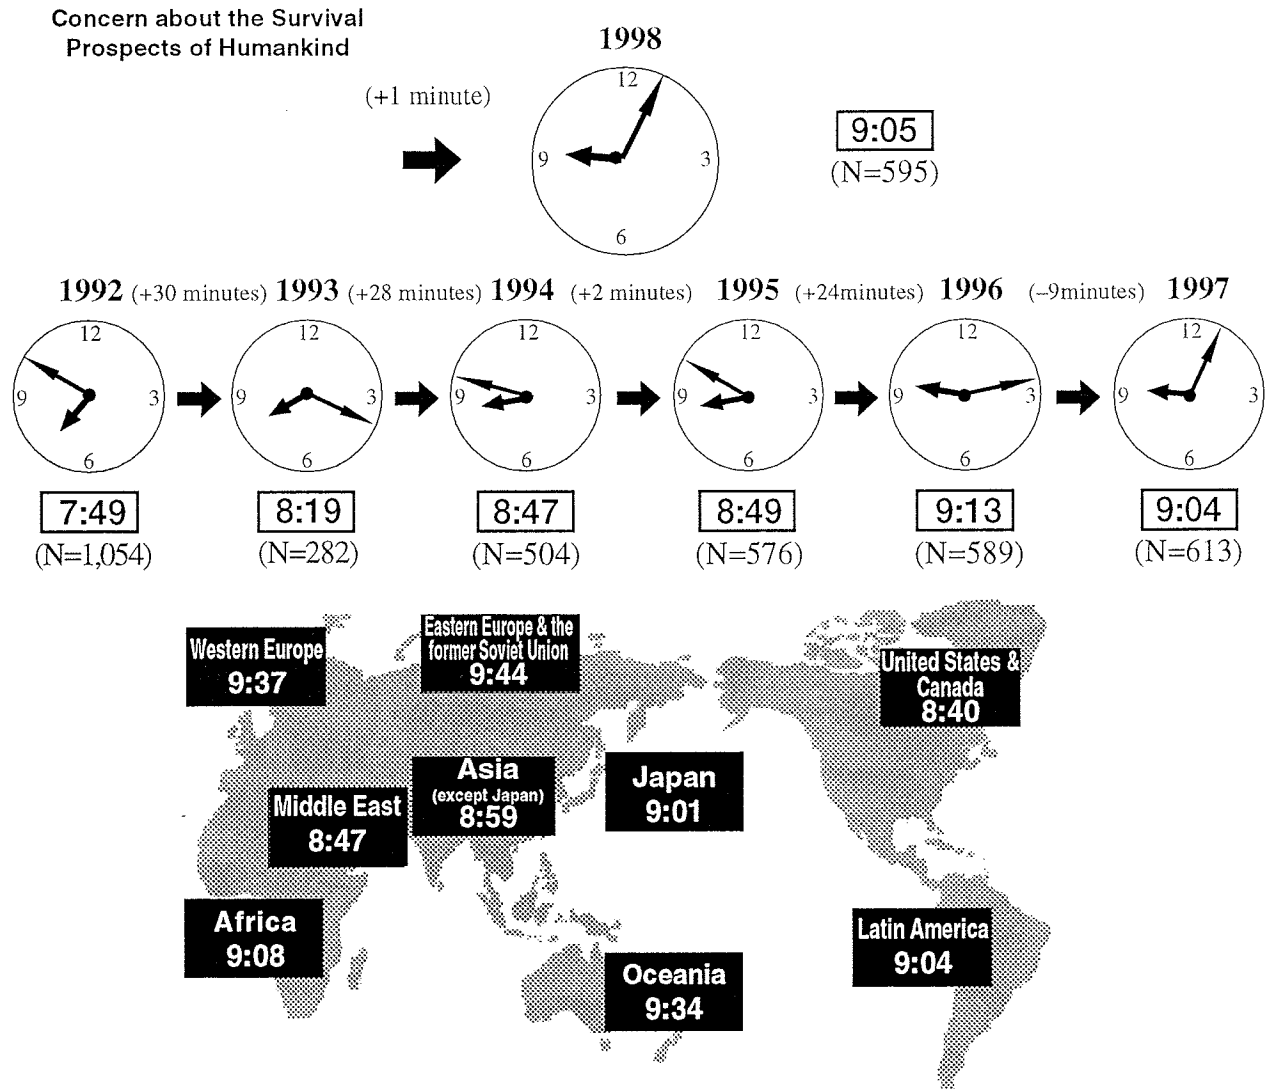 Concern about the Survival
Prospects of Humankind
1998
(+1 minute)
12
9
3
6
9:05
(N=595)
1992 (+30 minutes) 1993 (+28 minutes) 1994 (+2 minutes) 1995 (+24minutes) 1996 (–9minutes) 1997
12 12 12 12 12 12
9 3 9 3 9 3 9 3 9 3 9 3
6 6 6 6 6 6
7:49 8:19 8:47 8:49 9:13 9:04
(N=1,054) (N=282) (N=504) (N=576) (N=589) (N=613)
Western Europe
9:37
Eastern Europe & the
former Soviet Union
9:44
United States &
Canada
8:40
Asia
(except Japan)
8:59
Japan
9:01
Middle East
8:47
Africa
9:08
Latin America
9:04
Oceania
9:34